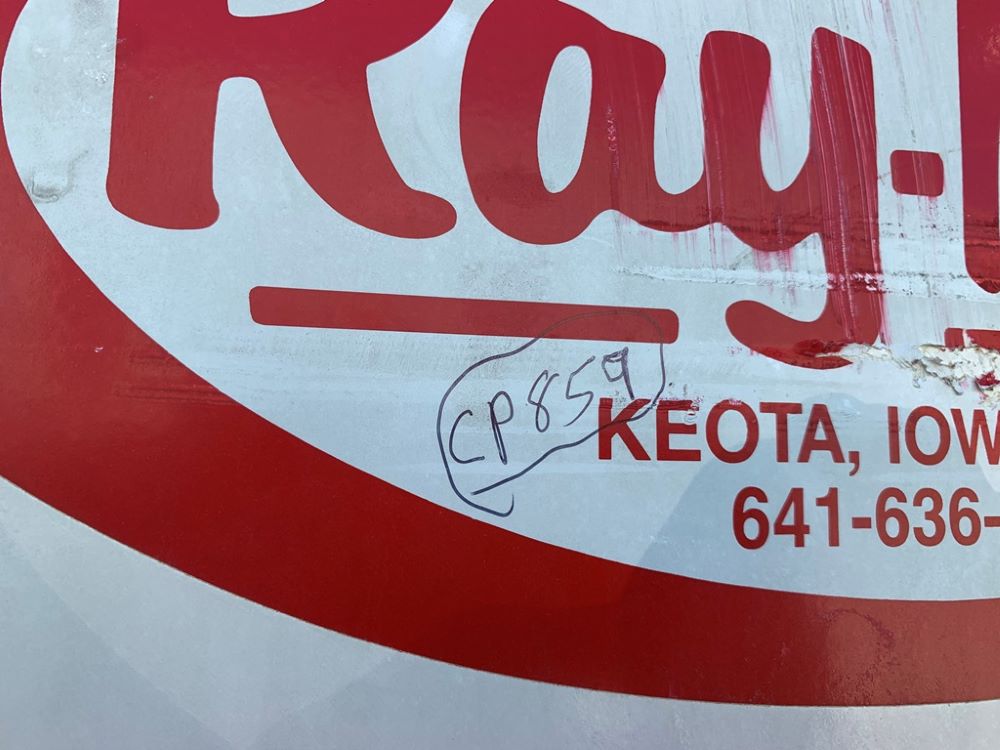 Ray-
CP859
KEOTA, IOW
641-636-